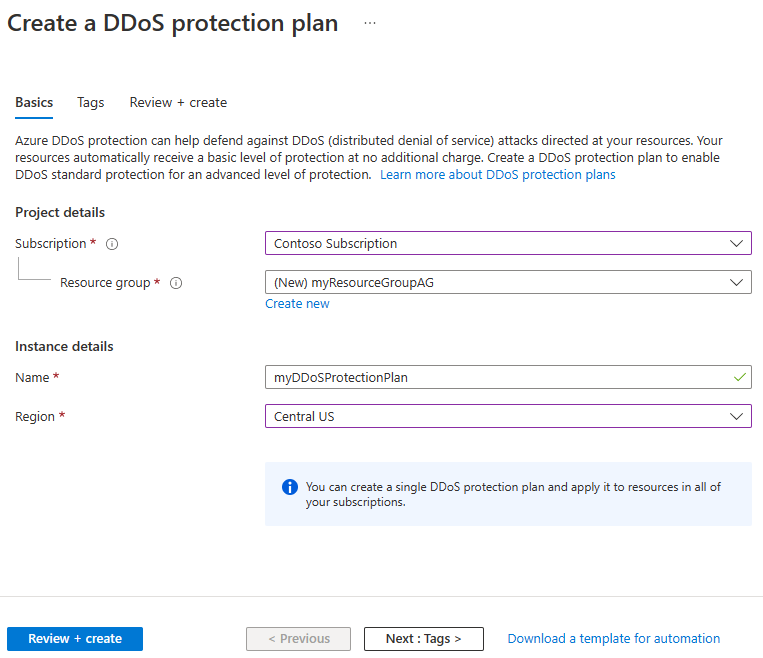 Create a DDoS protection plan ...
Basics Tags Review + create
Azure DDoS protection can help defend against DDoS (distributed denial of service) attacks directed at your resources. Your
resources automatically receive a basic level of protection at no additional charge. Create a DDoS protection plan to enable
DDoS standard protection for an advanced level of protection. Learn more about DDoS protection plans
Project details
Subscription * Contoso Subscription
Resource group * (New) myResourceGroupAG
Create new
Instance details
Name * myDDoSProtectionPlan
Region * Central US
You can create a single DDoS protection plan and apply it to resources in all of
your subscriptions.
Review + create < Previous Next : Tags > Download a template for automation